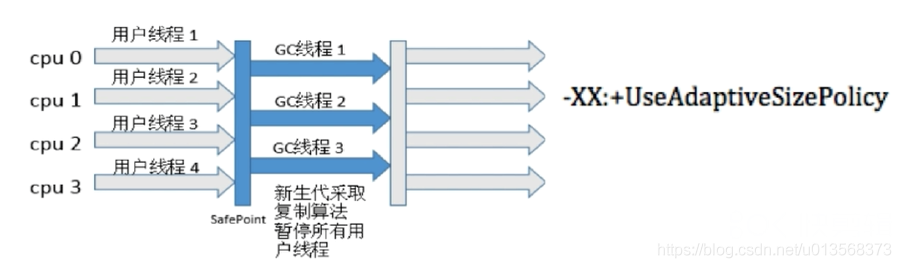 用户线程 1
GC线程 1
cpu 0
用户线程 2
cpu 1
GC线程 2
-XX:+UseAdaptiveSizePolicy
用户线程 3
cpu 2
GC线程 3
用户线程 4
cpu 3
新生代采取
复制算法
暂停所有用
户线程
SafePoint
https://blog.csdn.net/u013568373